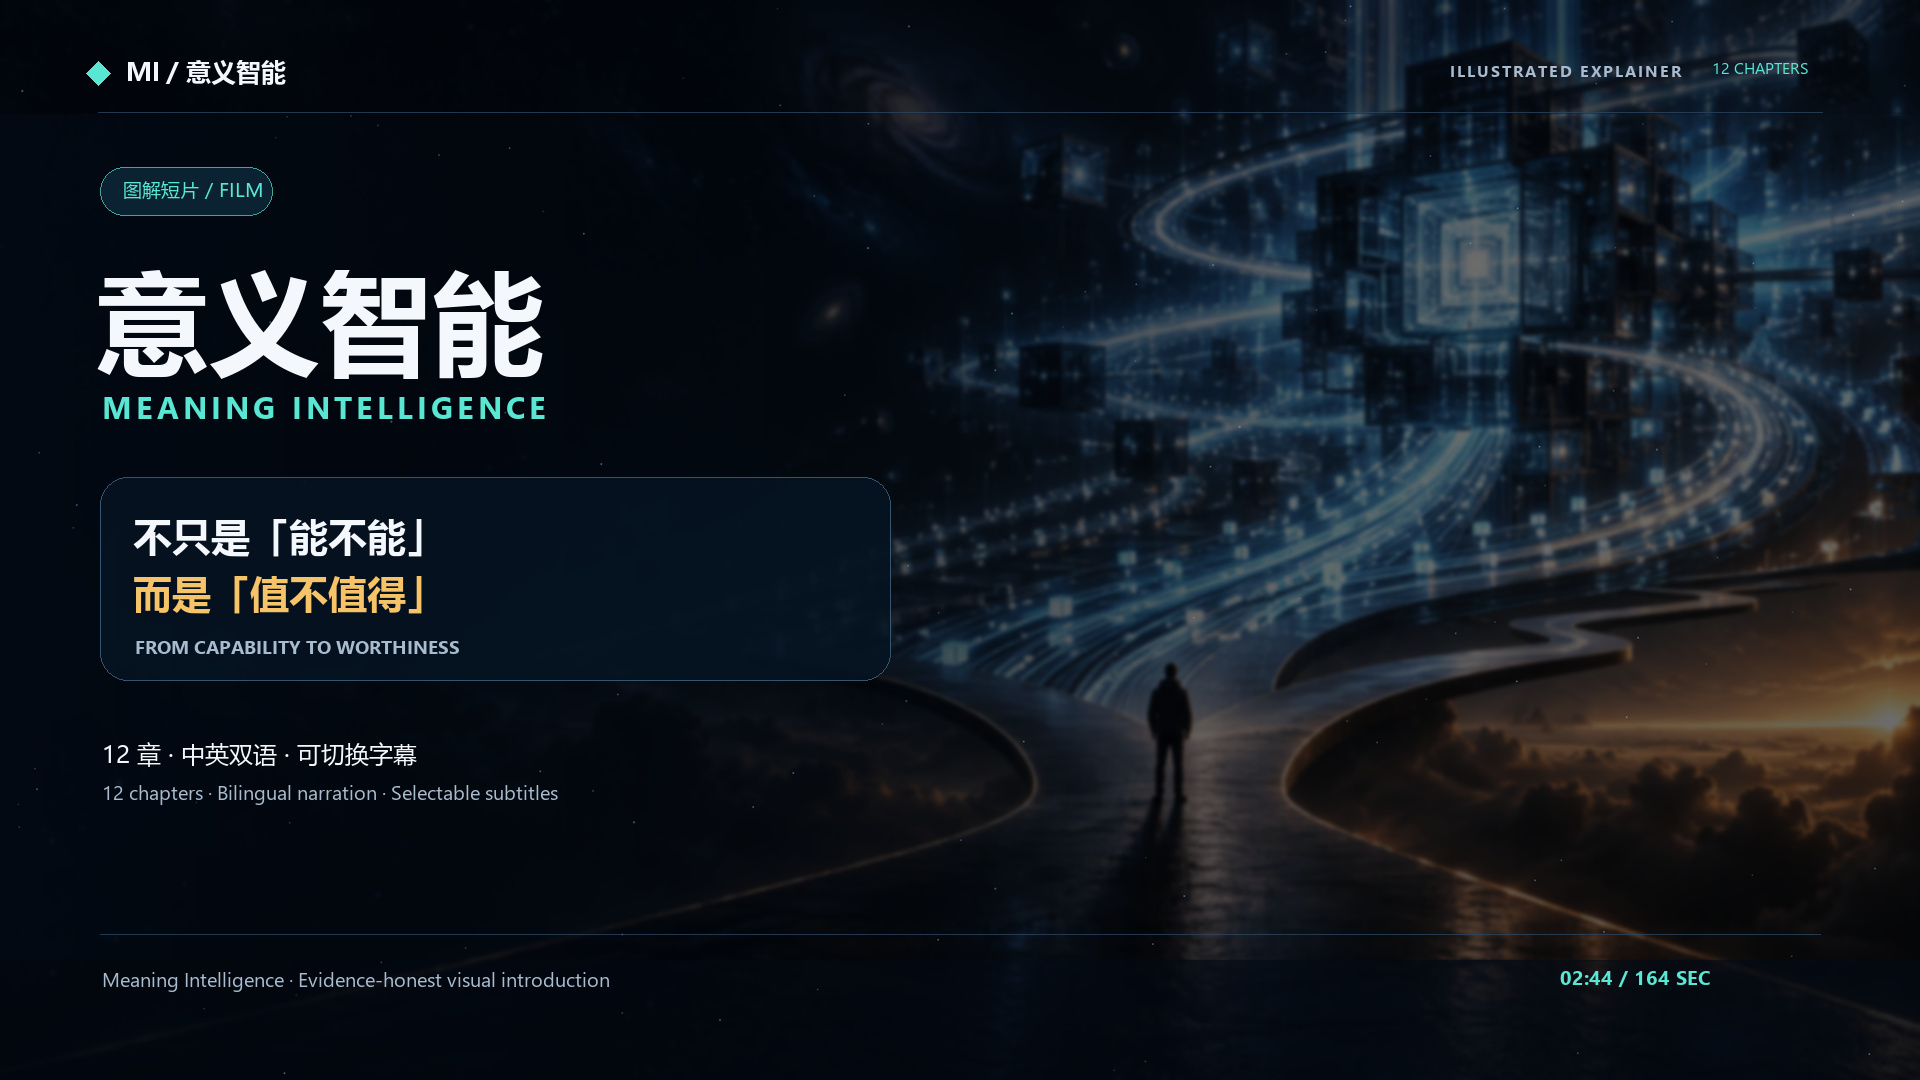 MI / 意义智能
ILLUSTRATED EXPLAINER
12 CHAPTERS
图解短片 / FILM
意义智能
MEANING INTELLIGENCE
不只是「能不能」
而是「值不值得」
FROM CAPABILITY TO WORTHINESS
12 章 · 中英双语 · 可切换字幕
12 chapters · Bilingual narration · Selectable subtitles
Meaning Intelligence · Evidence-honest visual introduction
02:44 / 164 SEC